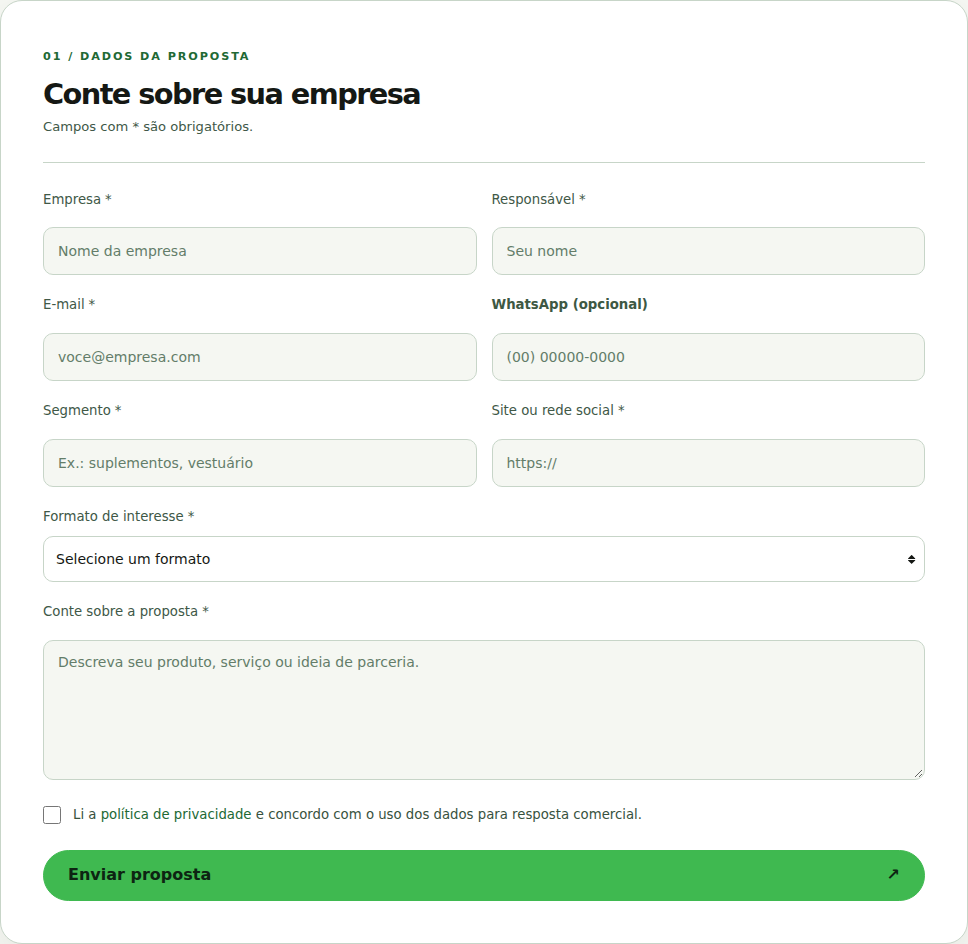 01 / DADOS DA PROPOSTA
Conte sobre sua empresa
Campos com * são obrigatórios.
Empresa *
Responsável *
Nome da empresa
Seu nome
E-mail *
WhatsApp (opcional)
voce@empresa.com
(00) 00000-0000
Segmento *
Site ou rede social *
Ex.: suplementos, vestuário
https://
Formato de interesse *
Selecione um formato
Conte sobre a proposta *
Descreva seu produto, serviço ou ideia de parceria.
Li a política de privacidade e concordo com o uso dos dados para resposta comercial.
Enviar proposta ↗